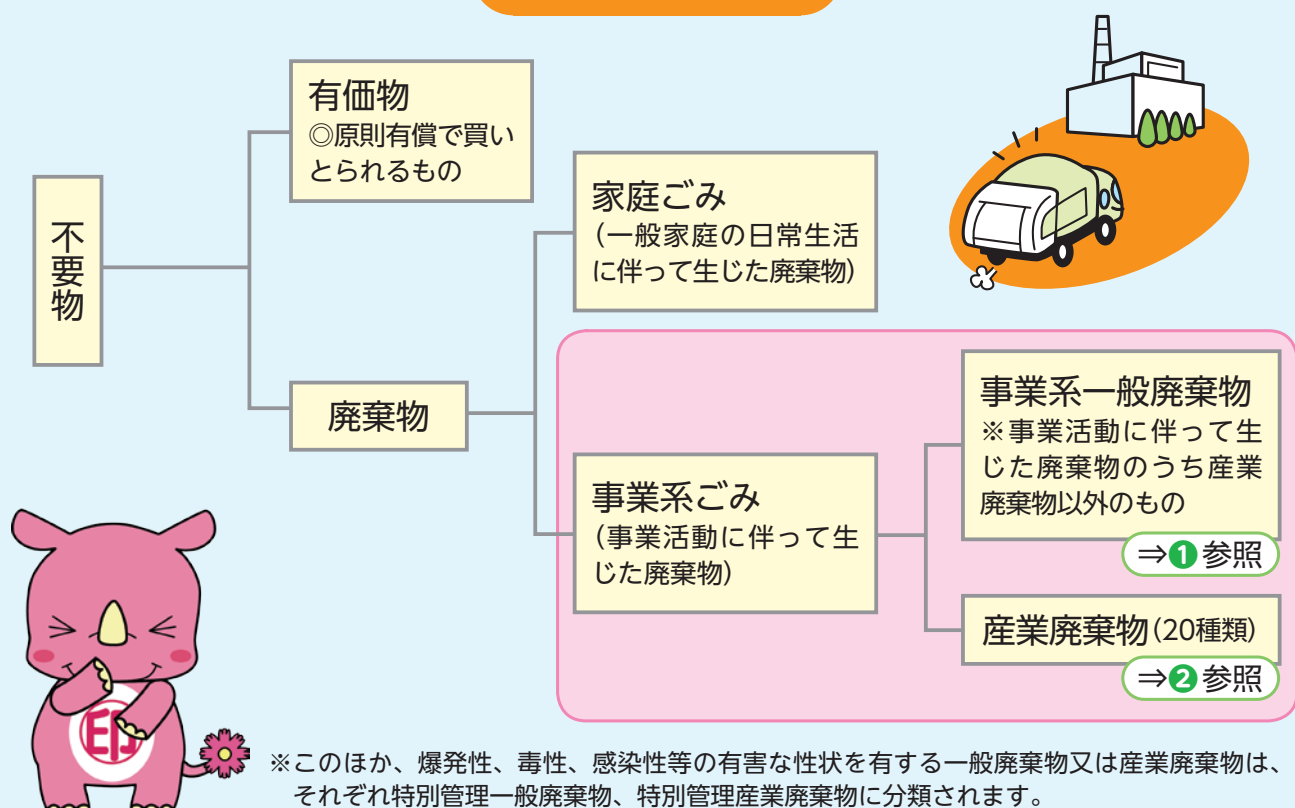 不要物
有価物
◎原則有償で買い
とられるもの
廃棄物
家庭ごみ
（一般家庭の日常生活
に伴って生じた廃棄物）
事業系ごみ
（事業活動に伴って生
じた廃棄物）
事業系一般廃棄物
※事業活動に伴って生
じた廃棄物のうち産業
廃棄物以外のもの
⇒❶参照
産業廃棄物(20種類)
⇒❷参照
印
※このほか、爆発性、毒性、感染性等の有害な性状を有する一般廃棄物又は産業廃棄物は、
それぞれ特別管理一般廃棄物、特別管理産業廃棄物に分類されます。